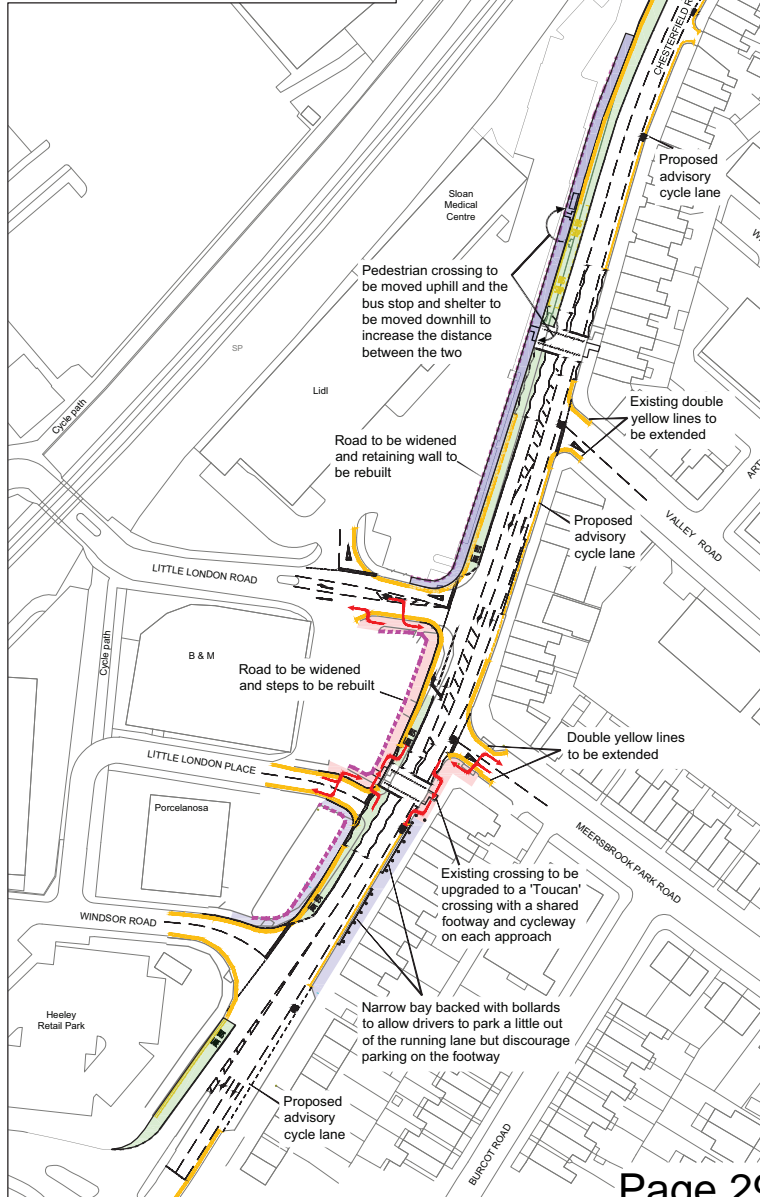 CHESTERFIELD R
Proposed
advisory
cycle lane
Sloan
Medical
Centre
Pedestrian crossing to
be moved uphill and the
bus stop and shelter to
be moved downhill to
increase the distance
between the two
SP
Lidl
Cycle path
Existing double
yellow lines to
be extended
Road to be widened
and retaining wall to
be rebuilt
ART
VALLEY ROAD
Proposed
advisory
cycle lane
LITTLE LONDON ROAD
B & M
Cycle path
Road to be widened
and steps to be rebuilt
Double yellow lines
to be extended
LITTLE LONDON PLACE
Porcelanosa
MEERSBROOK PARK ROAD
Existing crossing to be
upgraded to a 'Toucan'
crossing with a shared
footway and cycleway
on each approach
WINDSOR ROAD
Heeley
Retail Park
Narrow bay backed with bollards
to allow drivers to park a little out
of the running lane but discourage
parking on the footway
Proposed
advisory
cycle lane
BURCOT ROAD
Page 29